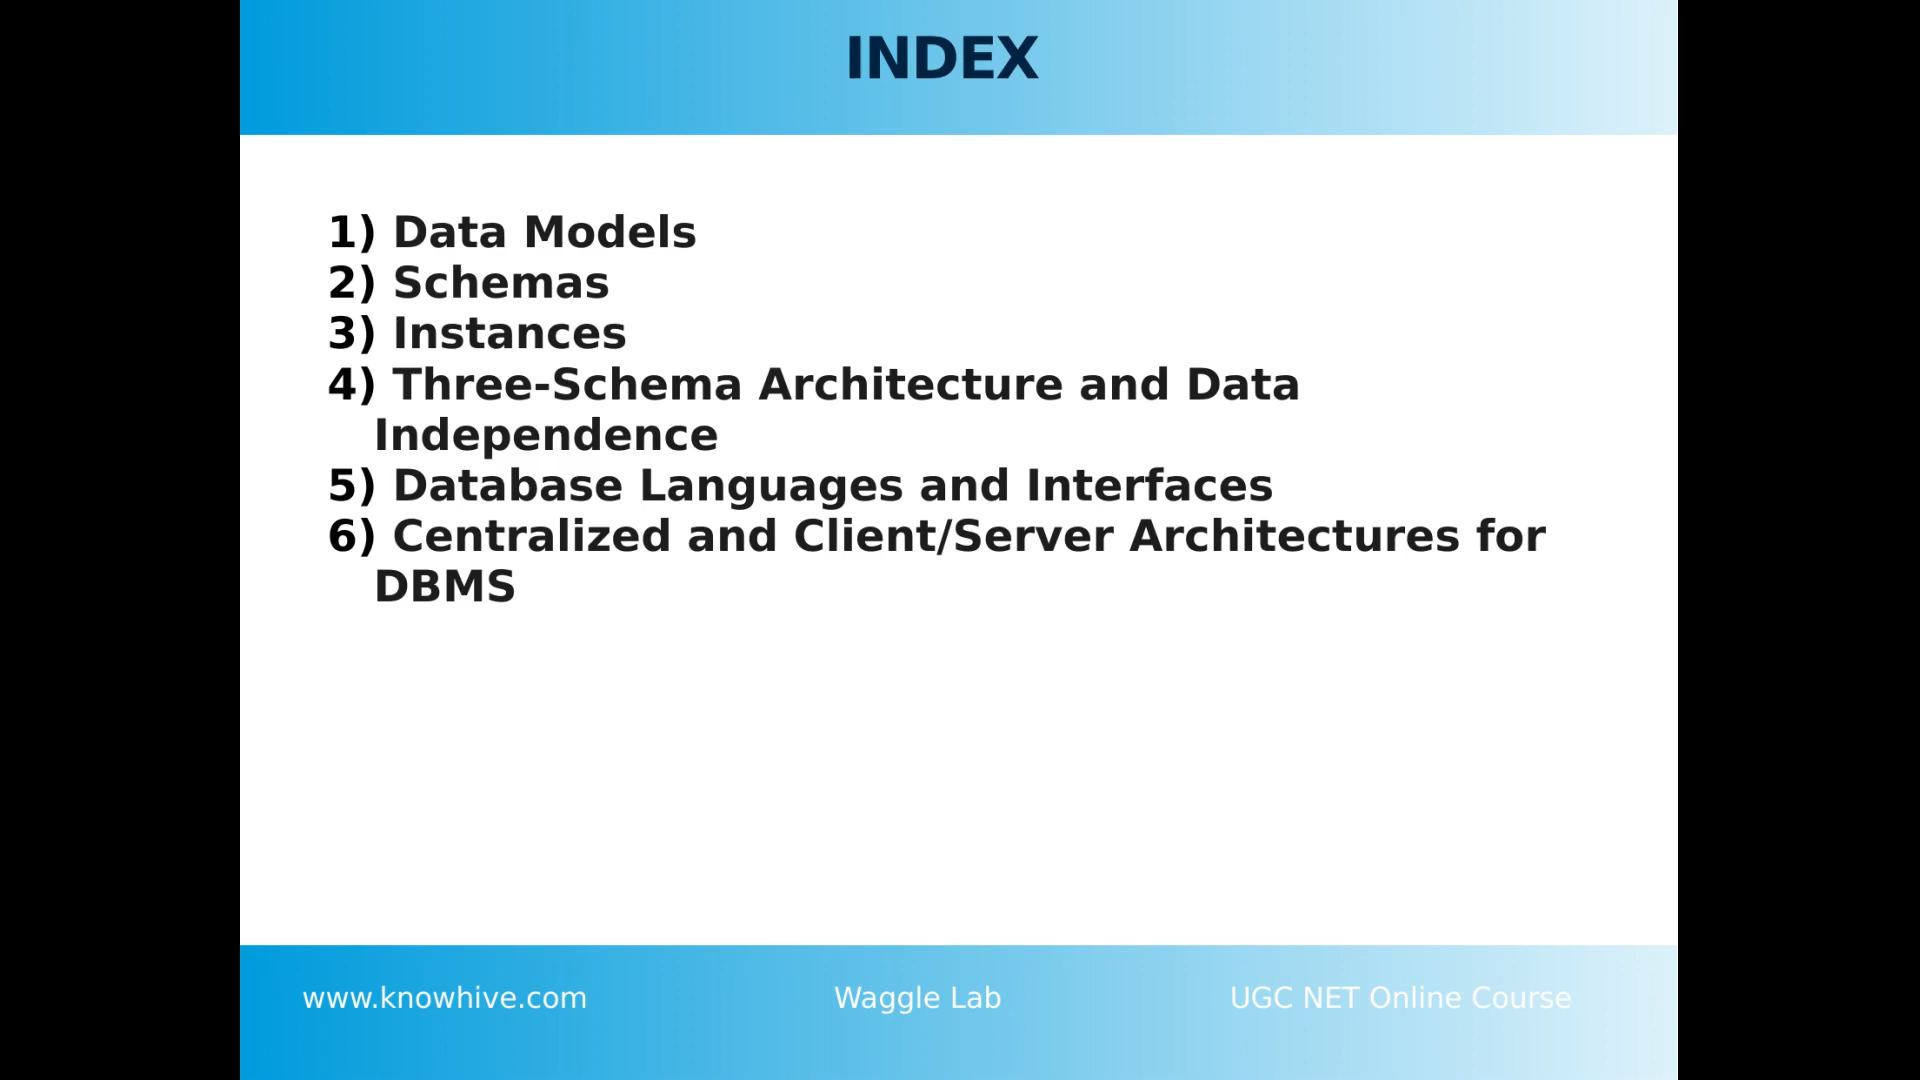 INDEX
1) Data Models
2) Schemas
3) Instances
4) Three-Schema Architecture and Data
Independence
5) Database Languages and Interfaces
6) Centralized and Client/Server Architectures for
DBMS
www.knowhive.com
Waggle Lab
UGC NET Online Course